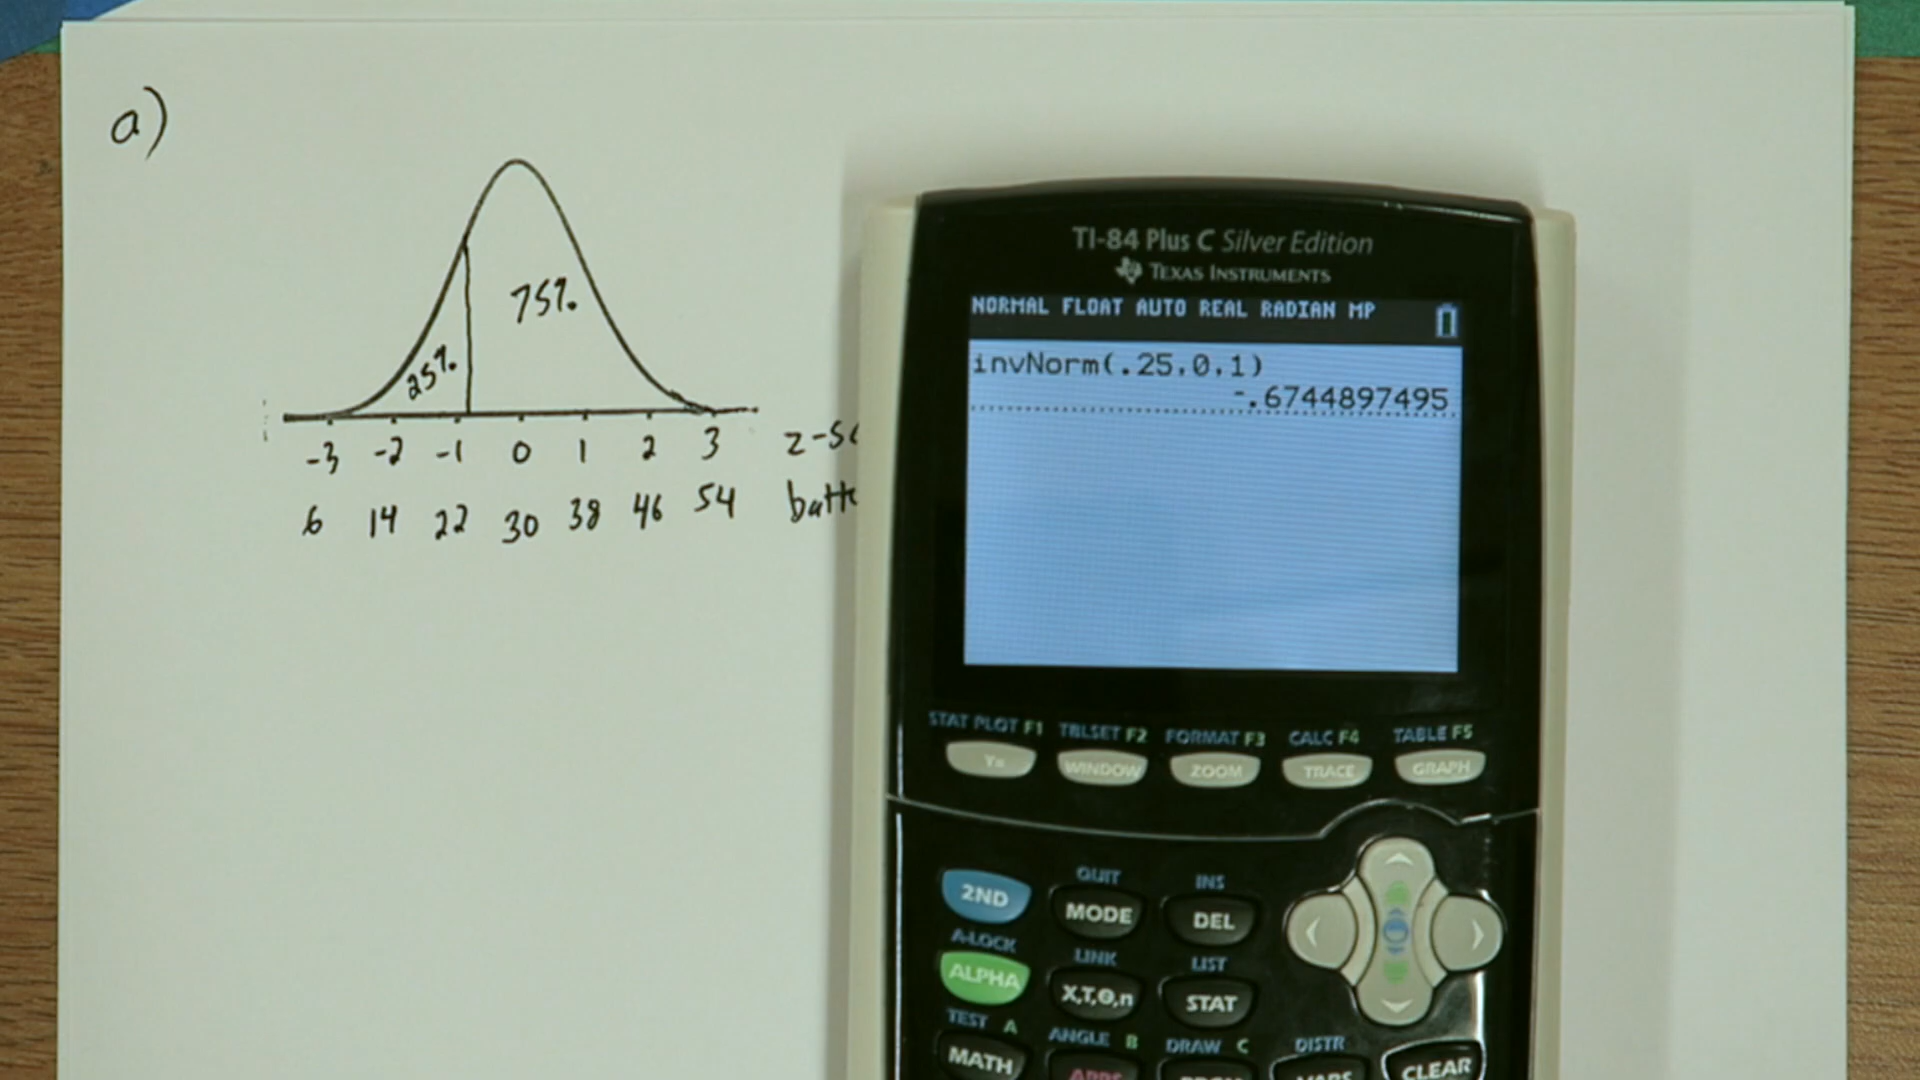 a)
75%
25%
-3 -2 -1 0 1 2 3
6 14 22 30 38 46 54
TI-84 Plus C Silver Edition
TEXAS INSTRUMENTS
NORMAL FLOAT AUTO REAL RADIAN MP
invNorm(.25,0,1)
-.6744897495
STAT PLOT F1 TBLSET F2 FORMAT F3 CALC F4 TABLE F5
Y= WINDOW ZOOM TRACE GRAPH
QUIT INS
2ND MODE DEL
A-LOCK LINK LIST
ALPHA X,T,θ,n STAT
TEST A ANGLE B DRAW C DISTR
MATH APPS PRGM VARS CLEAR